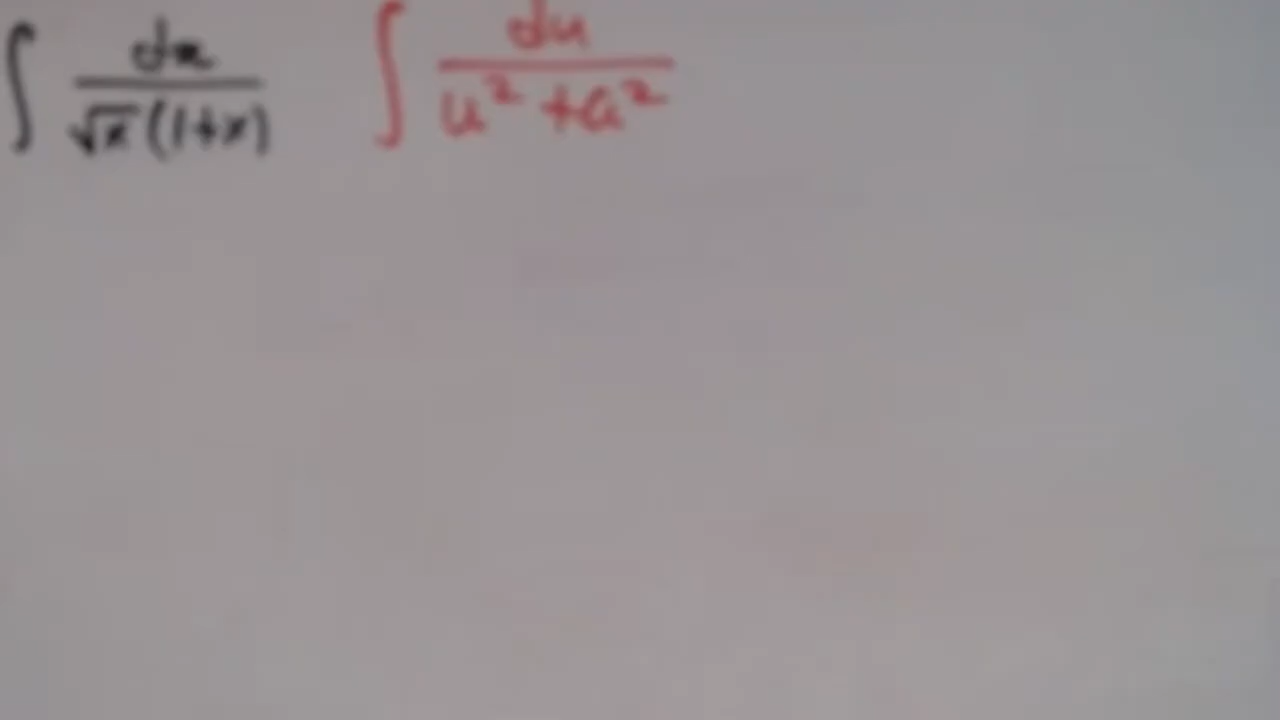 ∫ dx / √x (1+x)
∫ du / u² + a²